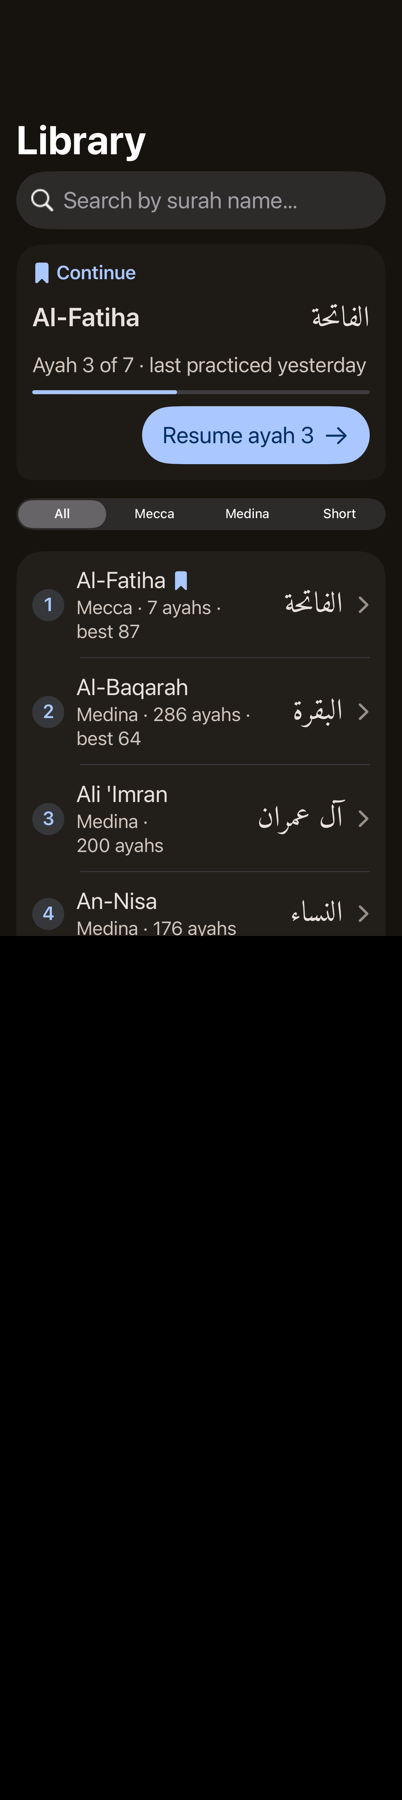 Library
Search by surah name...
Continue
Al-Fatiha الفاتحة
Ayah 3 of 7 · last practiced yesterday
Resume ayah 3 →
All Mecca Medina Short
1 Al-Fatiha الفاتحة
Mecca · 7 ayahs ·
best 87
2 Al-Baqarah البقرة
Medina · 286 ayahs ·
best 64
3 Ali 'Imran آل عمران
Medina ·
200 ayahs
4 An-Nisa النساء
Medina · 176 ayahs